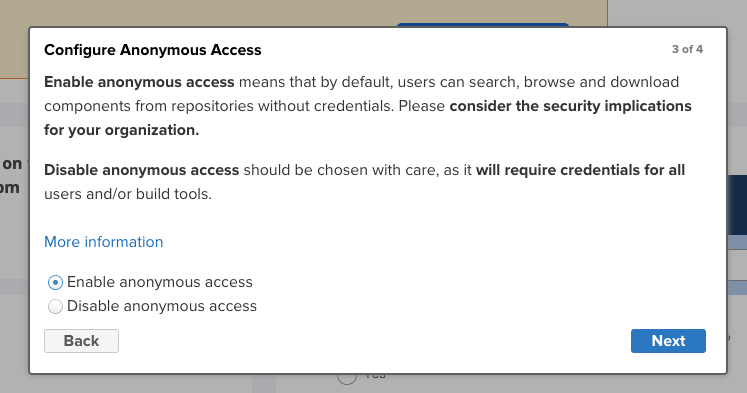 Configure Anonymous Access
3 of 4
Enable anonymous access means that by default, users can search, browse and download
components from repositories without credentials. Please consider the security implications
for your organization.
Disable anonymous access should be chosen with care, as it will require credentials for all
users and/or build tools.
More information
Enable anonymous access
Disable anonymous access
Back
Next
on